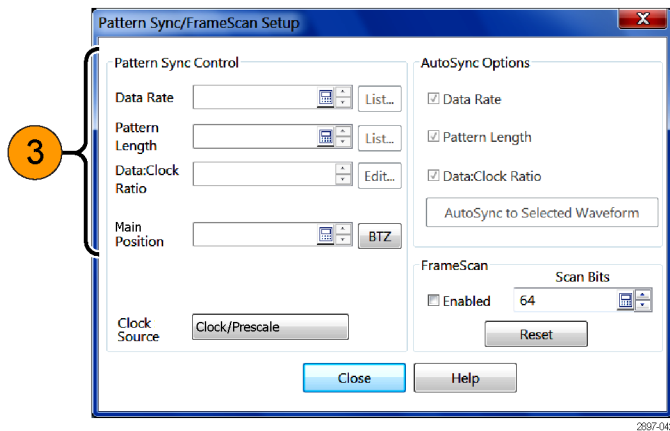 Pattern Sync/FrameScan Setup
X
3
Pattern Sync Control
Data Rate
List...
Pattern
Length
List...
Data:Clock
Ratio
Edit...
Main
Position
BTZ
Clock
Source
Clock/Prescale
AutoSync Options
Data Rate
Pattern Length
Data:Clock Ratio
AutoSync to Selected Waveform
FrameScan
Scan Bits
Enabled
64
Reset
Close
Help